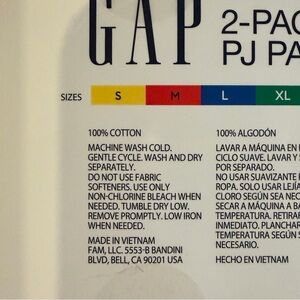 GAP
2-PAC
PJ PA
SIZES S M L XL
100% COTTON
MACHINE WASH COLD.
GENTLE CYCLE. WASH AND DRY
SEPARATELY.
DO NOT USE FABRIC
SOFTENERS. USE ONLY
NON-CHLORINE BLEACH WHEN
NEEDED. TUMBLE DRY LOW.
REMOVE PROMPTLY. LOW IRON
WHEN NEEDED.
MADE IN VIETNAM
FAM, LLC. 5553-B BANDINI
BLVD, BELL, CA 90201 USA
100% ALGODÓN
LAVAR A MÁQUINA EN
CICLO SUAVE. LAVAR Y
POR SEPARADO.
NO USAR SUAVIZANTE
ROPA. SOLO USAR LEJÍA
CLORO SEGÚN SEA NEC
SECAR A MÁQUINA A BA
TEMPERATURA. RETIRAR
INMEDIATO. PLANCHAR
TEMPERATURA SEGÚN S
NECESARIO.
HECHO EN VIETNAM